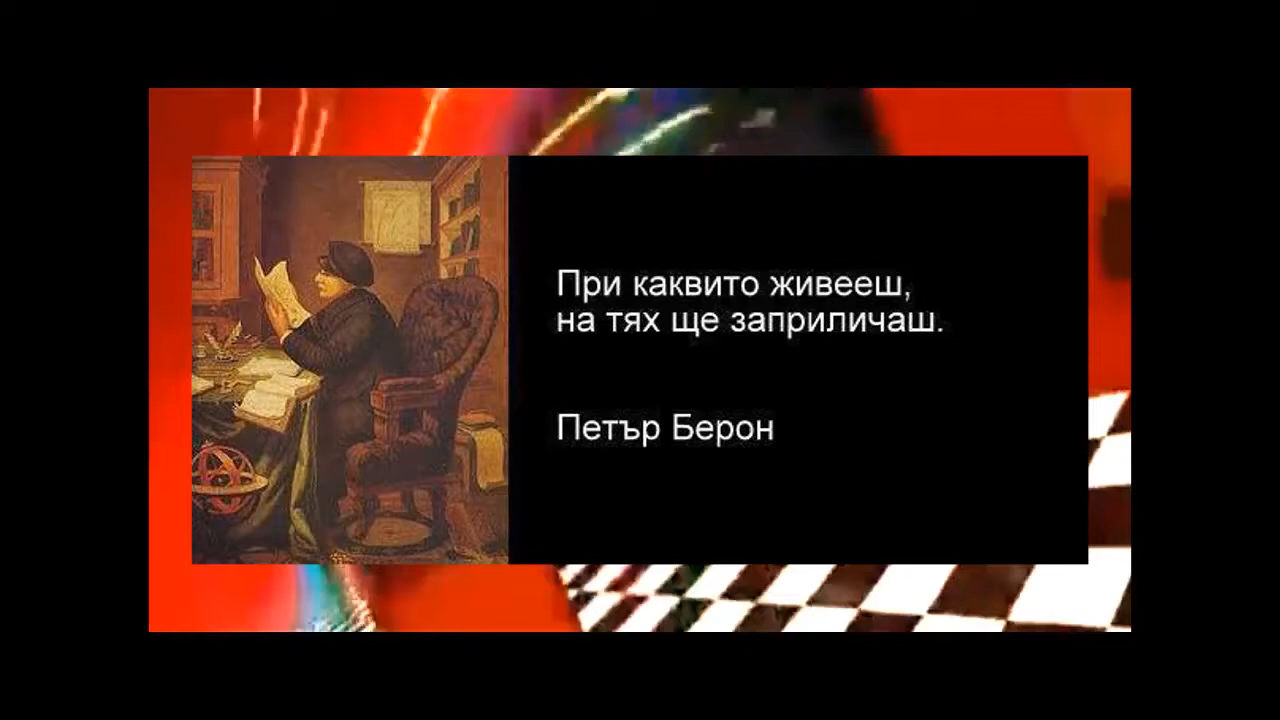 При каквито живееш,
на тях ще заприличаш.
Петър Берон